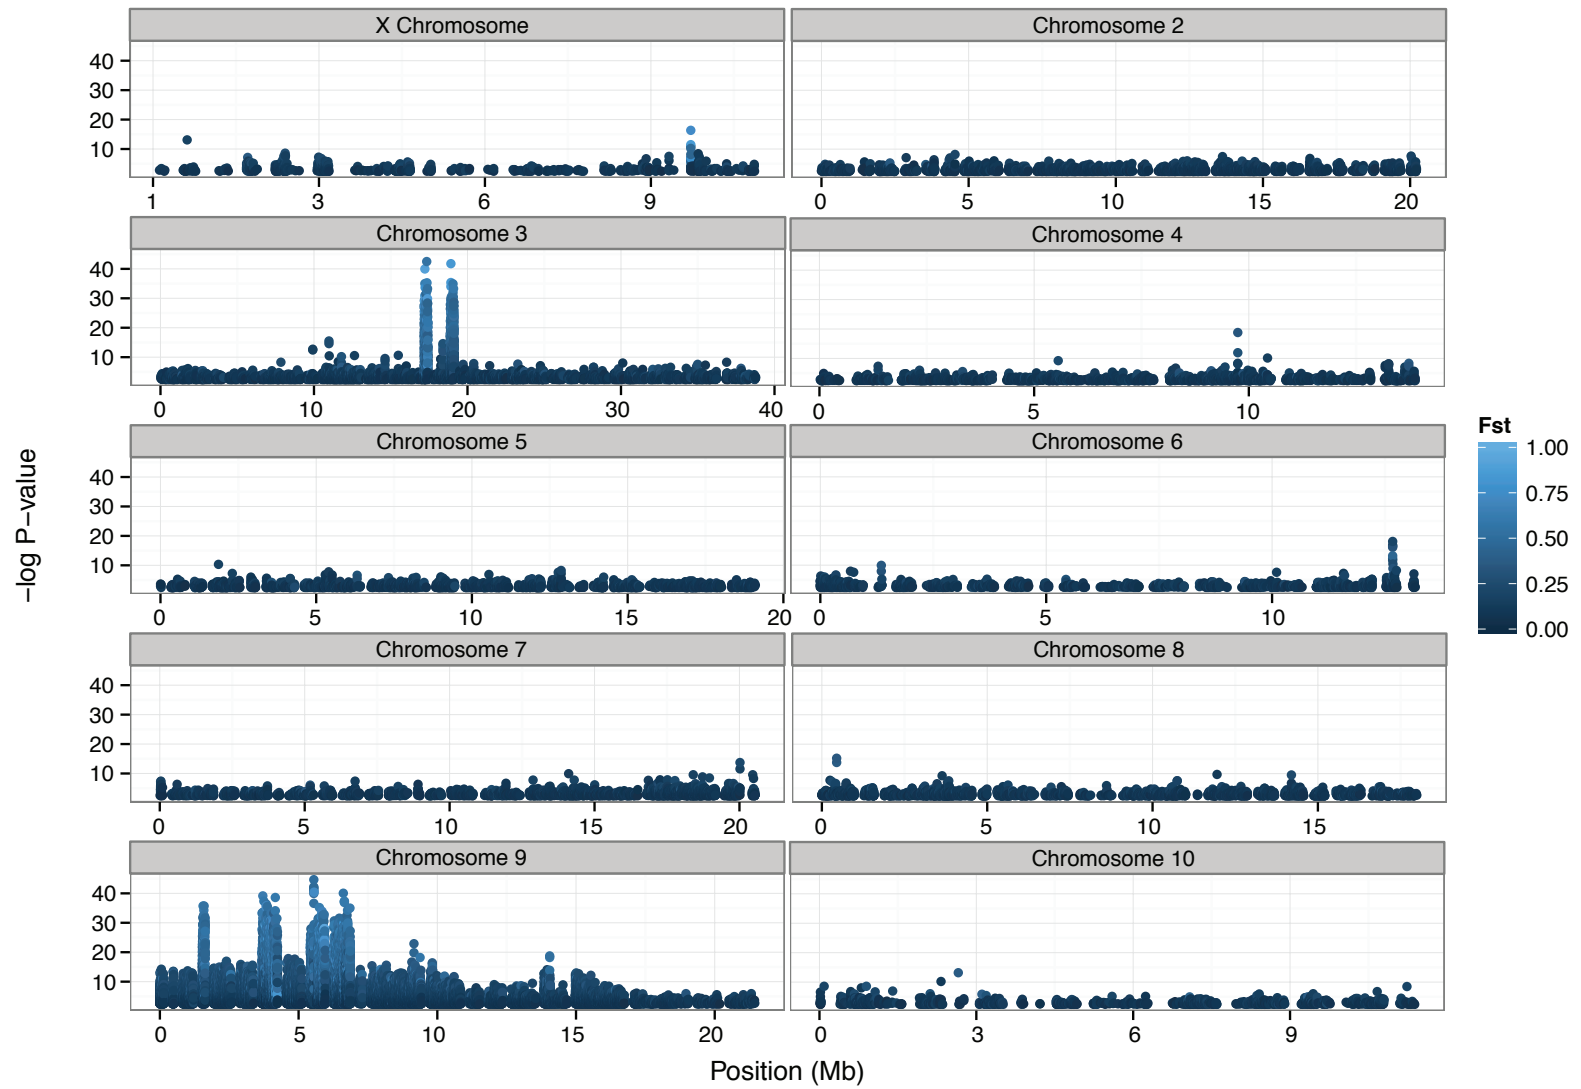 X Chromosome
Chromosome 2
40
30
20
10
1 3 6 9
0 5 10 15 20
Chromosome 3
Chromosome 4
40
30
20
10
0 10 20 30 40
0 5 10
Chromosome 5
Chromosome 6
40
30
20
10
0 5 10 15 20
0 5 10
Chromosome 7
Chromosome 8
40
30
20
10
0 5 10 15 20
0 5 10 15
Chromosome 9
Chromosome 10
40
30
20
10
0 5 10 15 20
0 3 6 9
Position (Mb)
−log P−value
Fst
1.00
0.75
0.50
0.25
0.00